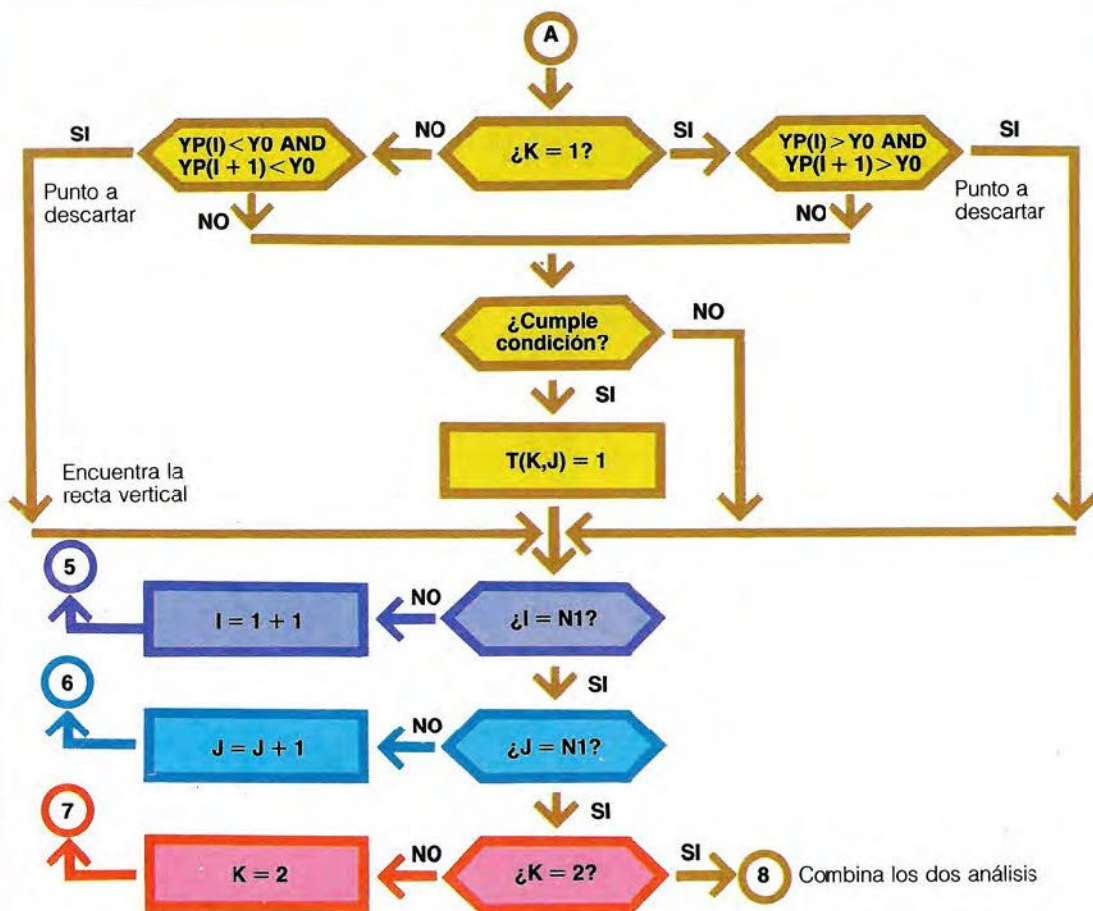 A
SI
YP(I) < Y0 AND
YP(I + 1) < Y0
NO
¿K = 1?
SI
YP(I) > Y0 AND
YP(I + 1) > Y0
SI
Punto a
descartar
NO
NO
Punto a
descartar
¿Cumple
condición?
NO
SI
T(K,J) = 1
Encuentra la
recta vertical
5
I = 1 + 1
NO
¿I = N1?
SI
6
J = J + 1
NO
¿J = N1?
SI
7
K = 2
NO
¿K = 2?
SI
8
Combina los dos análisis